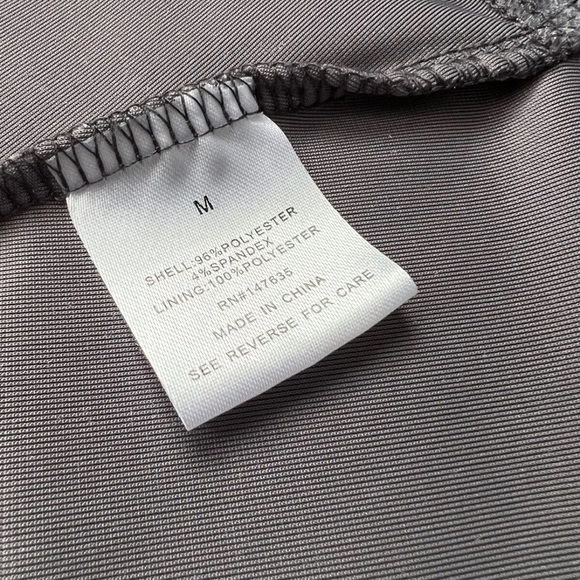 M
SHELL:96%POLYESTER
4%SPANDEX
LINING:100%POLYESTER
RN#147635
MADE IN CHINA
SEE REVERSE FOR CARE